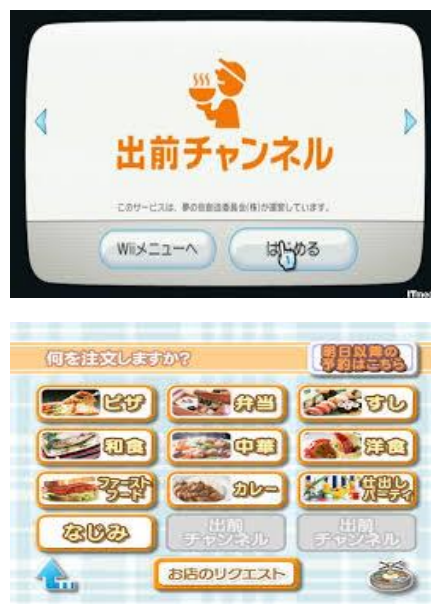 出前チャンネル
このサービスは、夢の街創造委員会(株)が運営しています。
Wiiメニューへ
はじめる
1
ITmed
何を注文しますか?
明日以降の
予約はこちら
ピザ
弁当
すし
和食
中華
洋食
ファースト
フード
カレー
仕出し
パーティ
なじみ
出前
チャンネル
出前
チャンネル
お店のリクエスト